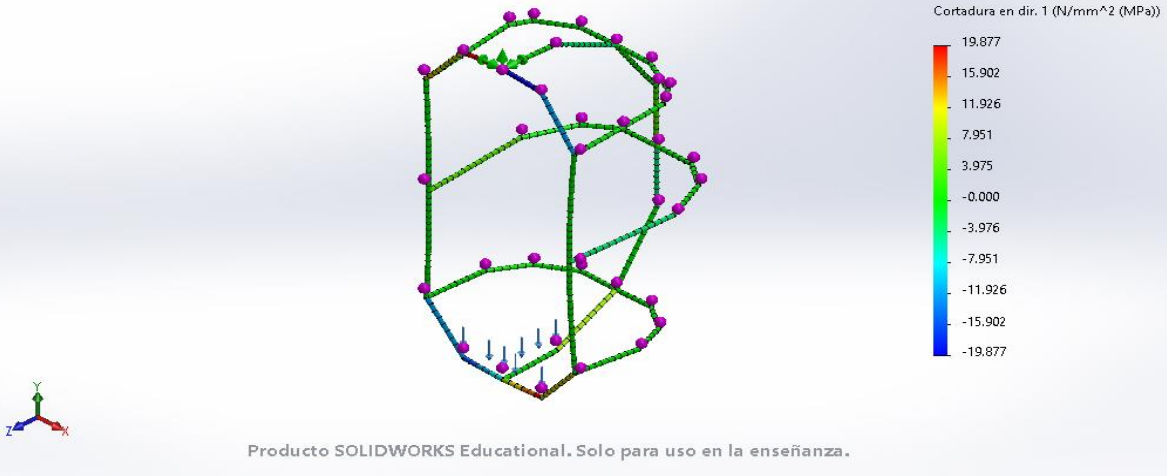 Cortadura en dir. 1 (N/mm^2 (MPa))
19.877
15.902
11.926
7.951
3.975
-0.000
-3.976
-7.951
-11.926
-15.902
-19.877
Y
Z
X
Producto SOLIDWORKS Educational. Solo para uso en la enseñanza.